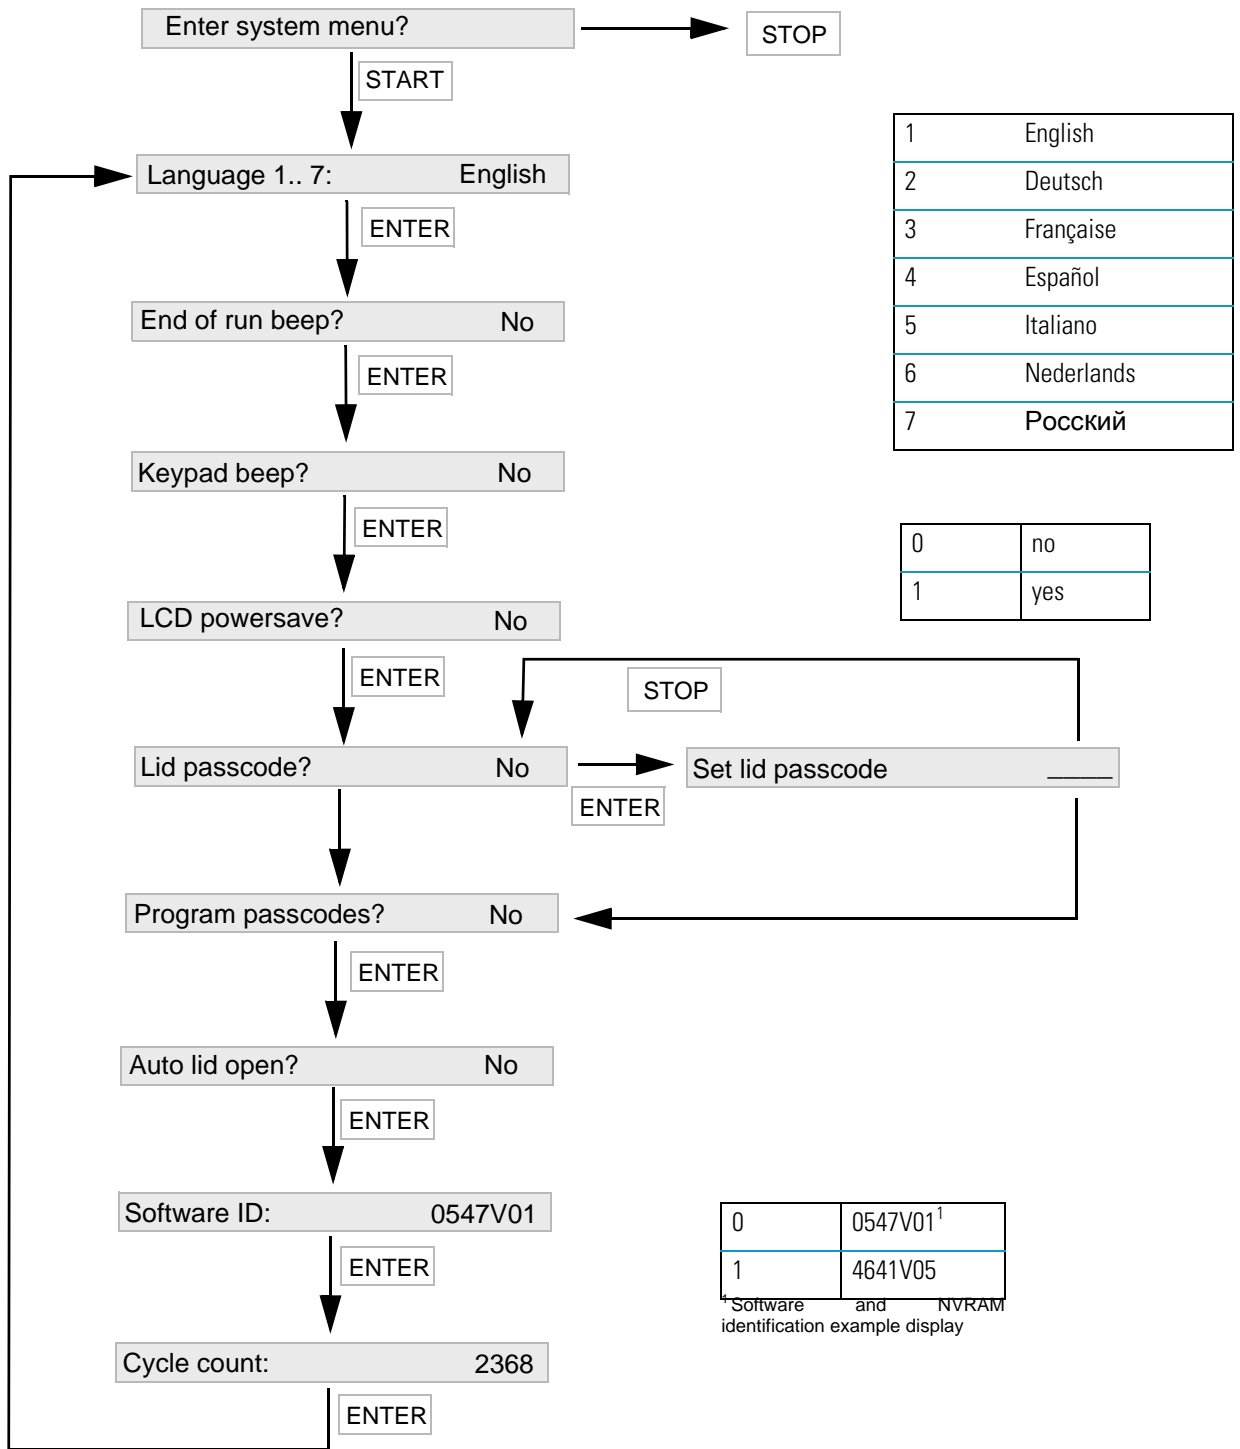 Enter system menu?
STOP
START
Language 1.. 7: English
ENTER
End of run beep? No
ENTER
Keypad beep? No
ENTER
LCD powersave? No
ENTER
STOP
Lid passcode? No
ENTER
Set lid passcode ____
Program passcodes? No
ENTER
Auto lid open? No
ENTER
Software ID: 0547V01
ENTER
Cycle count: 2368
ENTER
1 English
2 Deutsch
3 Française
4 Español
5 Italiano
6 Nederlands
7 Росский
0 no
1 yes
0 0547V01¹
1 4641V05
¹Software and NVRAM
identification example display